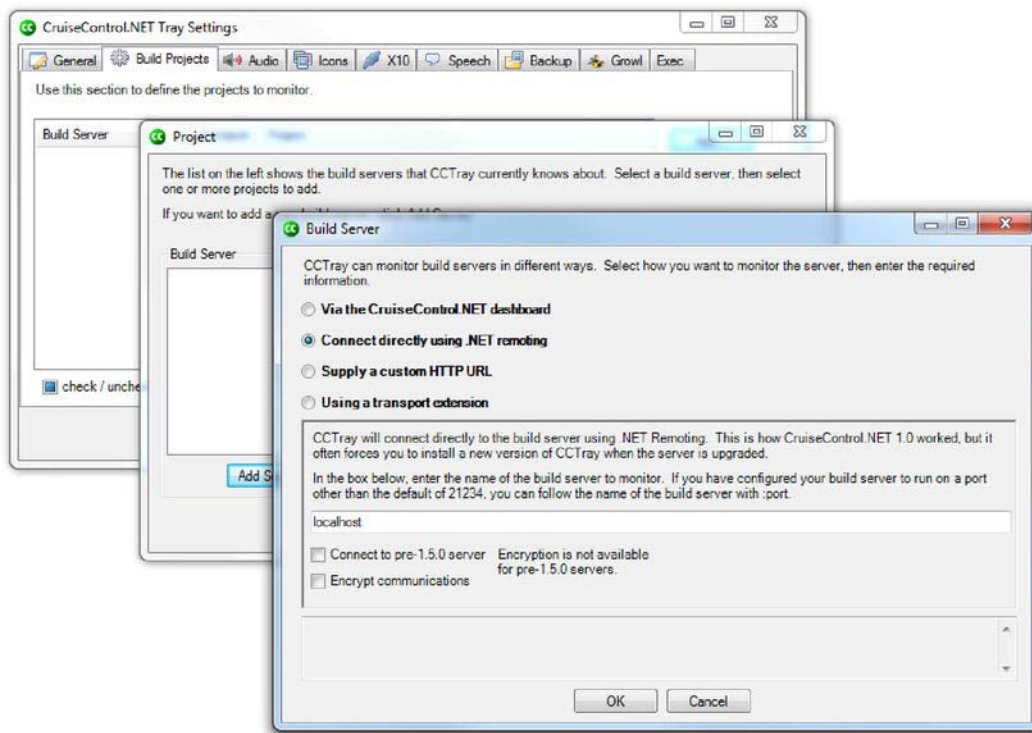 CruiseControl.NET Tray Settings
General Build Projects Audio Icons X10 Speech Backup Growl Exec
Use this section to define the projects to monitor.
Build Server
Project
The list on the left shows the build servers that CCTray currently knows about. Select a build server, then select
one or more projects to add.
If you want to add a
Build Server
check / unche
Add S
Build Server
CCTray can monitor build servers in different ways. Select how you want to monitor the server, then enter the required
information.
Via the CruiseControl.NET dashboard
Connect directly using .NET remoting
Supply a custom HTTP URL
Using a transport extension
CCTray will connect directly to the build server using .NET Remoting. This is how CruiseControl.NET 1.0 worked, but it
often forces you to install a new version of CCTray when the server is upgraded.
In the box below, enter the name of the build server to monitor. If you have configured your build server to run on a port
other than the default of 21234, you can follow the name of the build server with :port.
localhost
Connect to pre-1.5.0 server Encryption is not available
for pre-1.5.0 servers.
Encrypt communications
OK Cancel